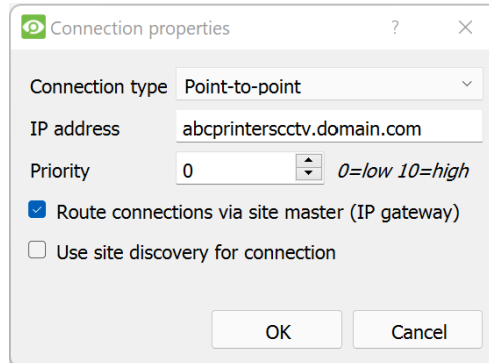 Connection properties ?
Connection type Point-to-point
IP address abcprinterscctv.domain.com
Priority 0 0=low 10=high
Route connections via site master (IP gateway)
Use site discovery for connection
OK Cancel